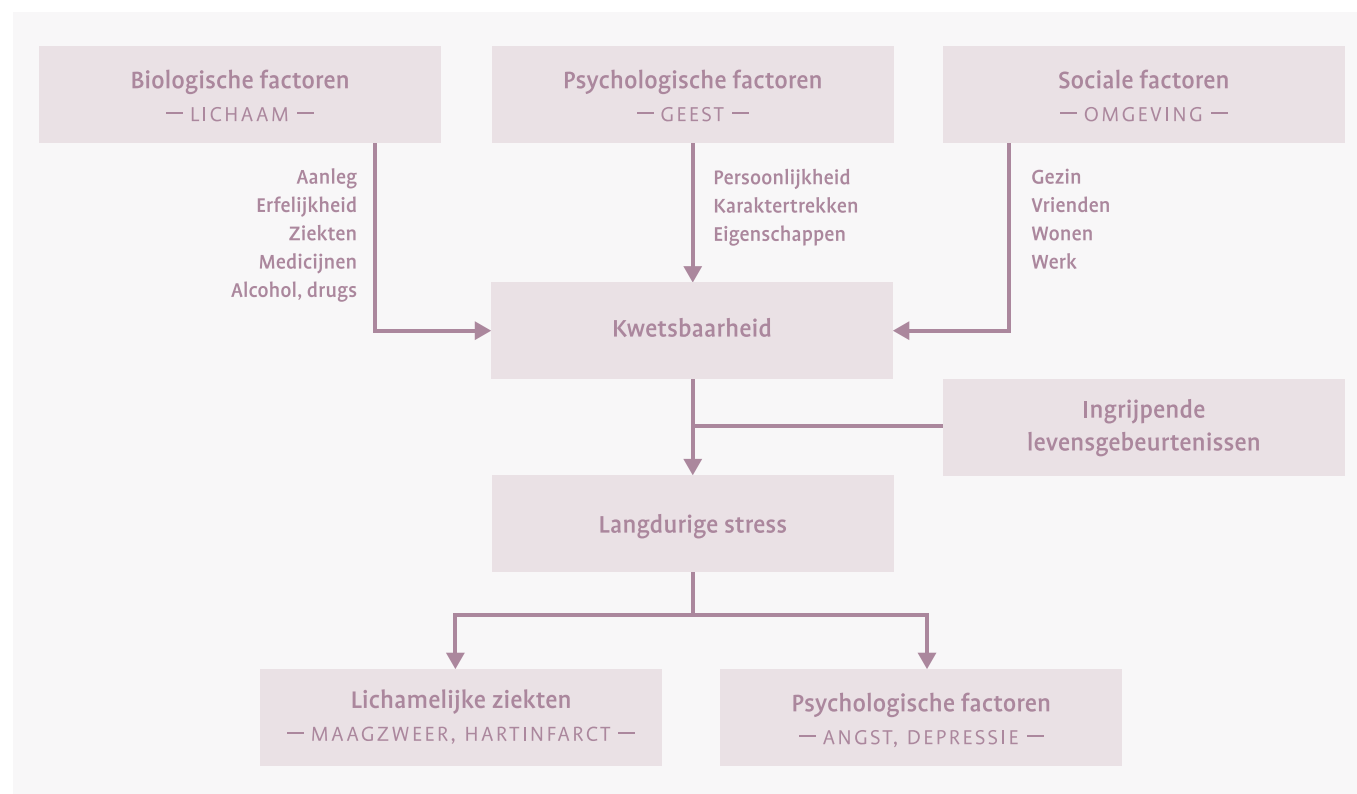 Biologische factoren
— LICHAAM —
Psychologische factoren
— GEEST —
Sociale factoren
— OMGEVING —
Aanleg
Erfelijkheid
Ziekten
Medicijnen
Alcohol, drugs
Persoonlijkheid
Karaktertrekken
Eigenschappen
Gezin
Vrienden
Wonen
Werk
Kwetsbaarheid
Ingrijpende
levensgebeurtenissen
Langdurige stress
Lichamelijke ziekten
— MAAGZWEER, HARTINFARCT —
Psychologische factoren
— ANGST, DEPRESSIE —